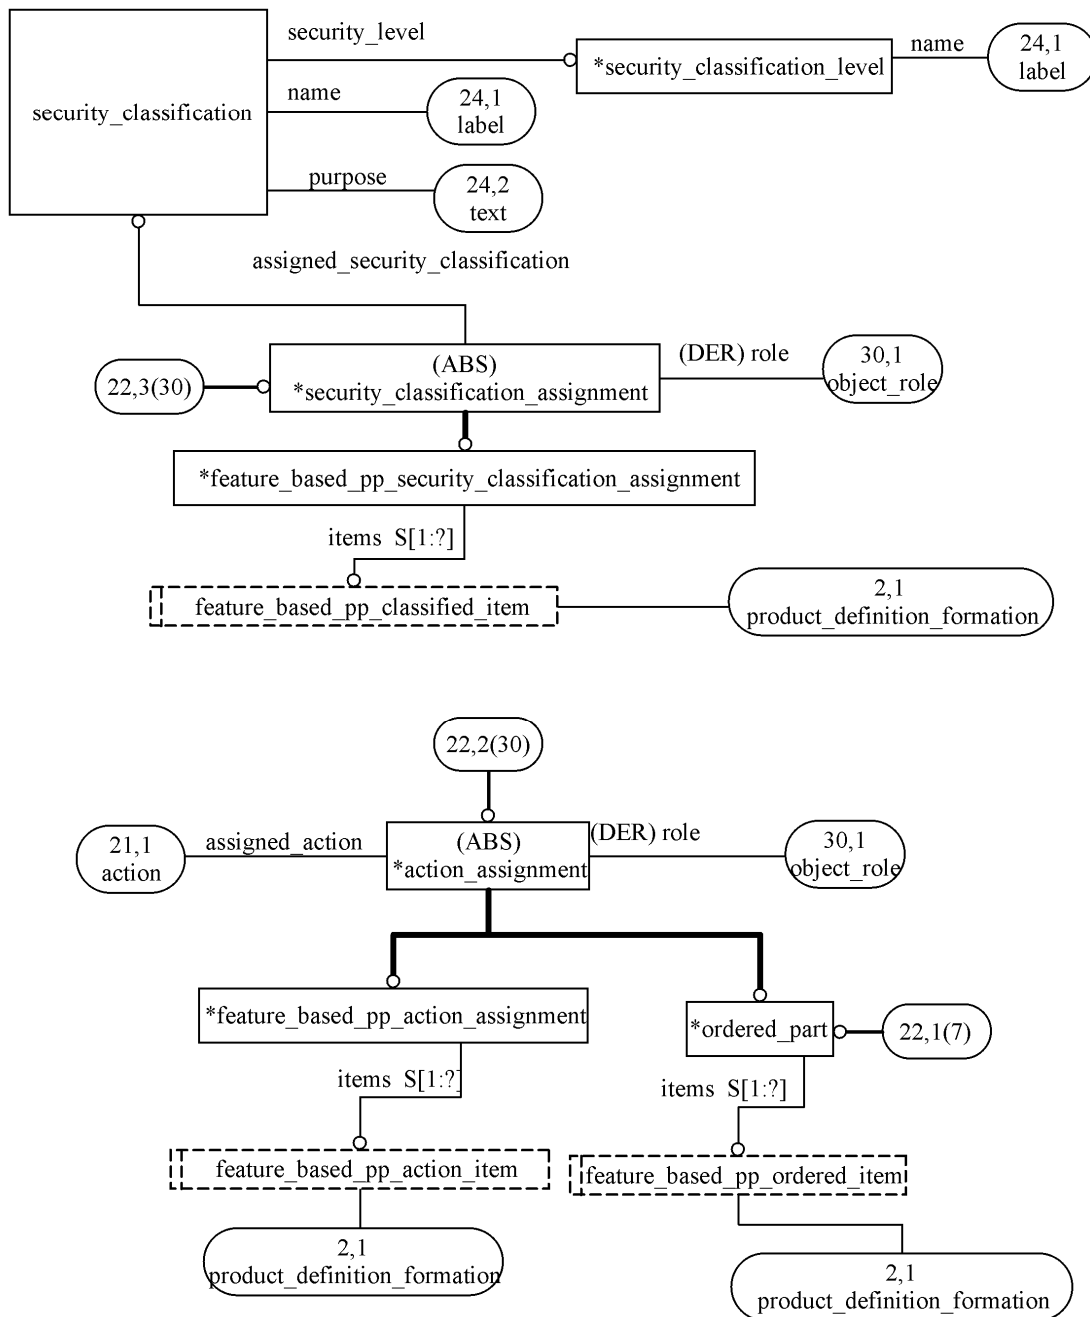 security_level
name
24,1
label
*security_classification_level
security_classification
name
24,1
label
purpose
24,2
text
assigned_security_classification
22,3(30)
(ABS)
*security_classification_assignment
(DER) role
30,1
object_role
*feature_based_pp_security_classification_assignment
items S[1:?]
feature_based_pp_classified_item
2,1
product_definition_formation
22,2(30)
21,1
action
assigned_action
(ABS)
*action_assignment
(DER) role
30,1
object_role
*feature_based_pp_action_assignment
*ordered_part
22,1(7)
items S[1:?]
items S[1:?]
feature_based_pp_action_item
feature_based_pp_ordered_item
2,1
product_definition_formation
2,1
product_definition_formation